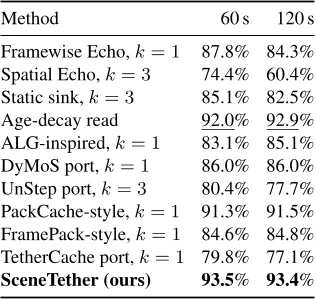 Method 60 s 120 s
Framewise Echo, k = 1 87.8% 84.3%
Spatial Echo, k = 3 74.4% 60.4%
Static sink, k = 3 85.1% 82.5%
Age-decay read 92.0% 92.9%
ALG-inspired, k = 1 83.1% 85.1%
DyMoS port, k = 1 86.0% 86.0%
UnStep port, k = 3 80.4% 77.7%
PackCache-style, k = 1 91.3% 91.5%
FramePack-style, k = 1 84.6% 84.8%
TetherCache port, k = 1 79.8% 77.1%
SceneTether (ours) 93.5% 93.4%